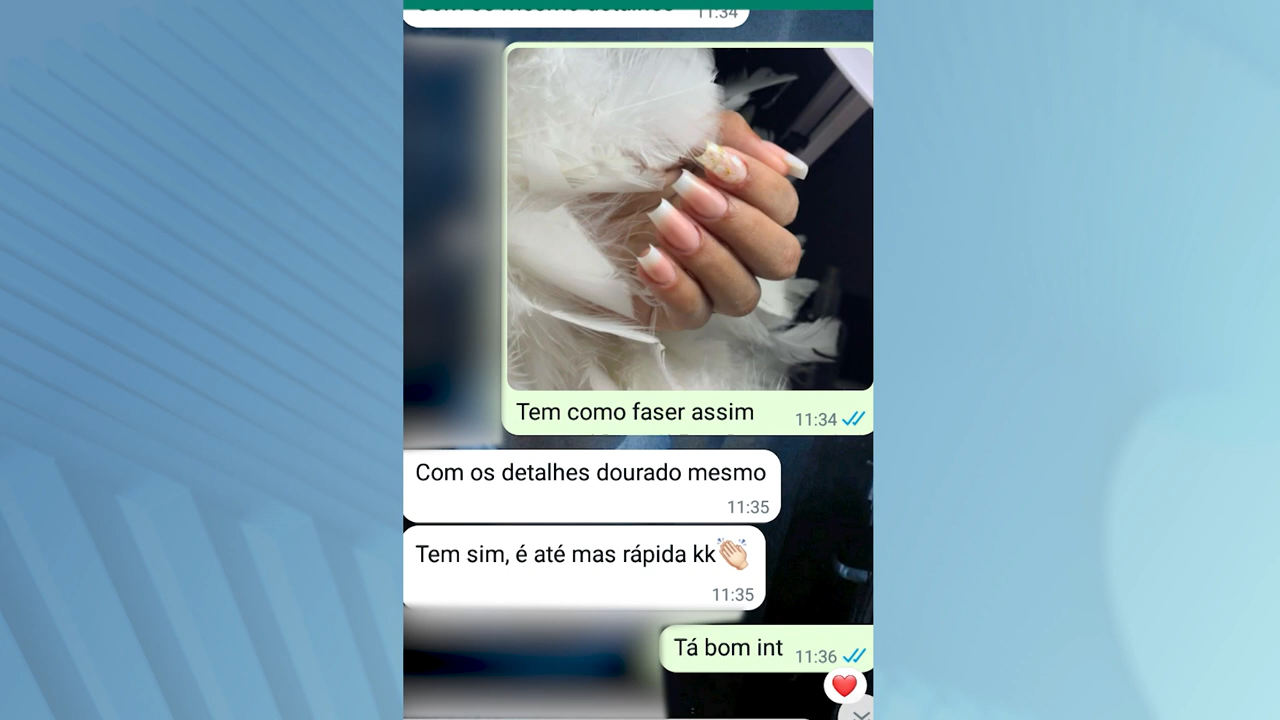 11:34
Tem como faser assim
11:34
Com os detalhes dourado mesmo
11:35
Tem sim, é até mas rápida kk
11:35
Tá bom int
11:36